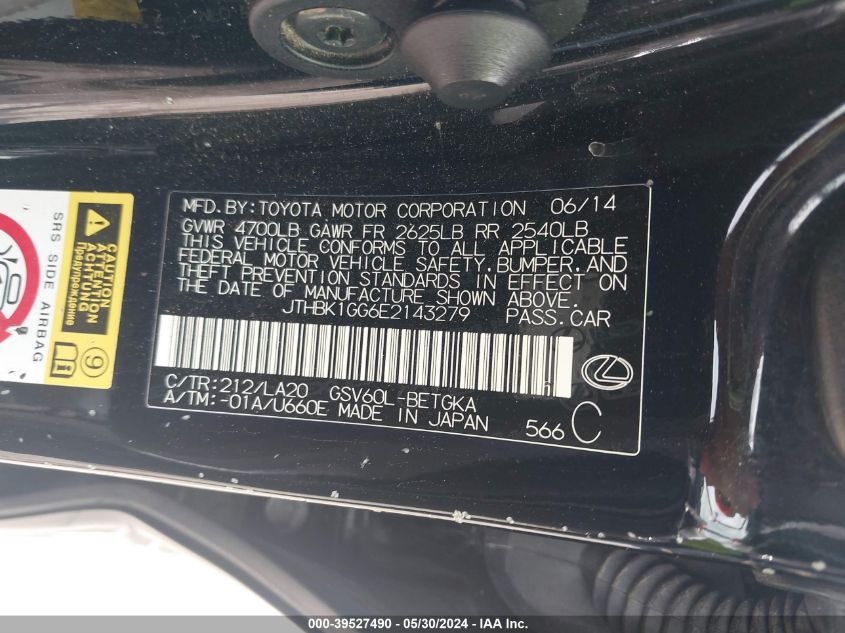 MFD.BY:TOYOTA MOTOR CORPORATION 06/14
GVWR 4700LB GAWR FR 2625LB RR 2540LB
THIS VEHICLE CONFORMS TO ALL APPLICABLE
FEDERAL MOTOR VEHICLE SAFETY,BUMPER,AND
THEFT PREVENTION STANDARDS IN EFFECT ON
THE DATE OF MANUFACTURE SHOWN ABOVE.
JTHBK1GG6E2143279 PASS.CAR
C/TR:212/LA20 GSV60L-BETGKA
A/TM:-01A/U660E MADE IN JAPAN
566 C
SRS SIDE AIRBAG
CAUTION
ATTENTION
ACHTUNG
Предупреждение
9
000-39527490 - 05/30/2024 - IAA Inc.